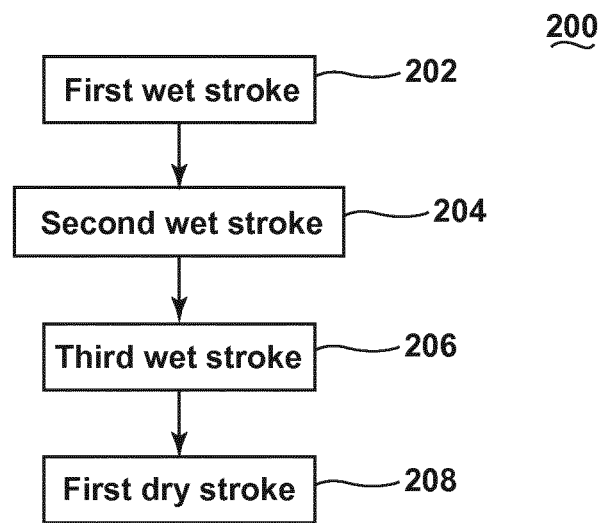 200
First wet stroke 202
Second wet stroke 204
Third wet stroke 206
First dry stroke 208